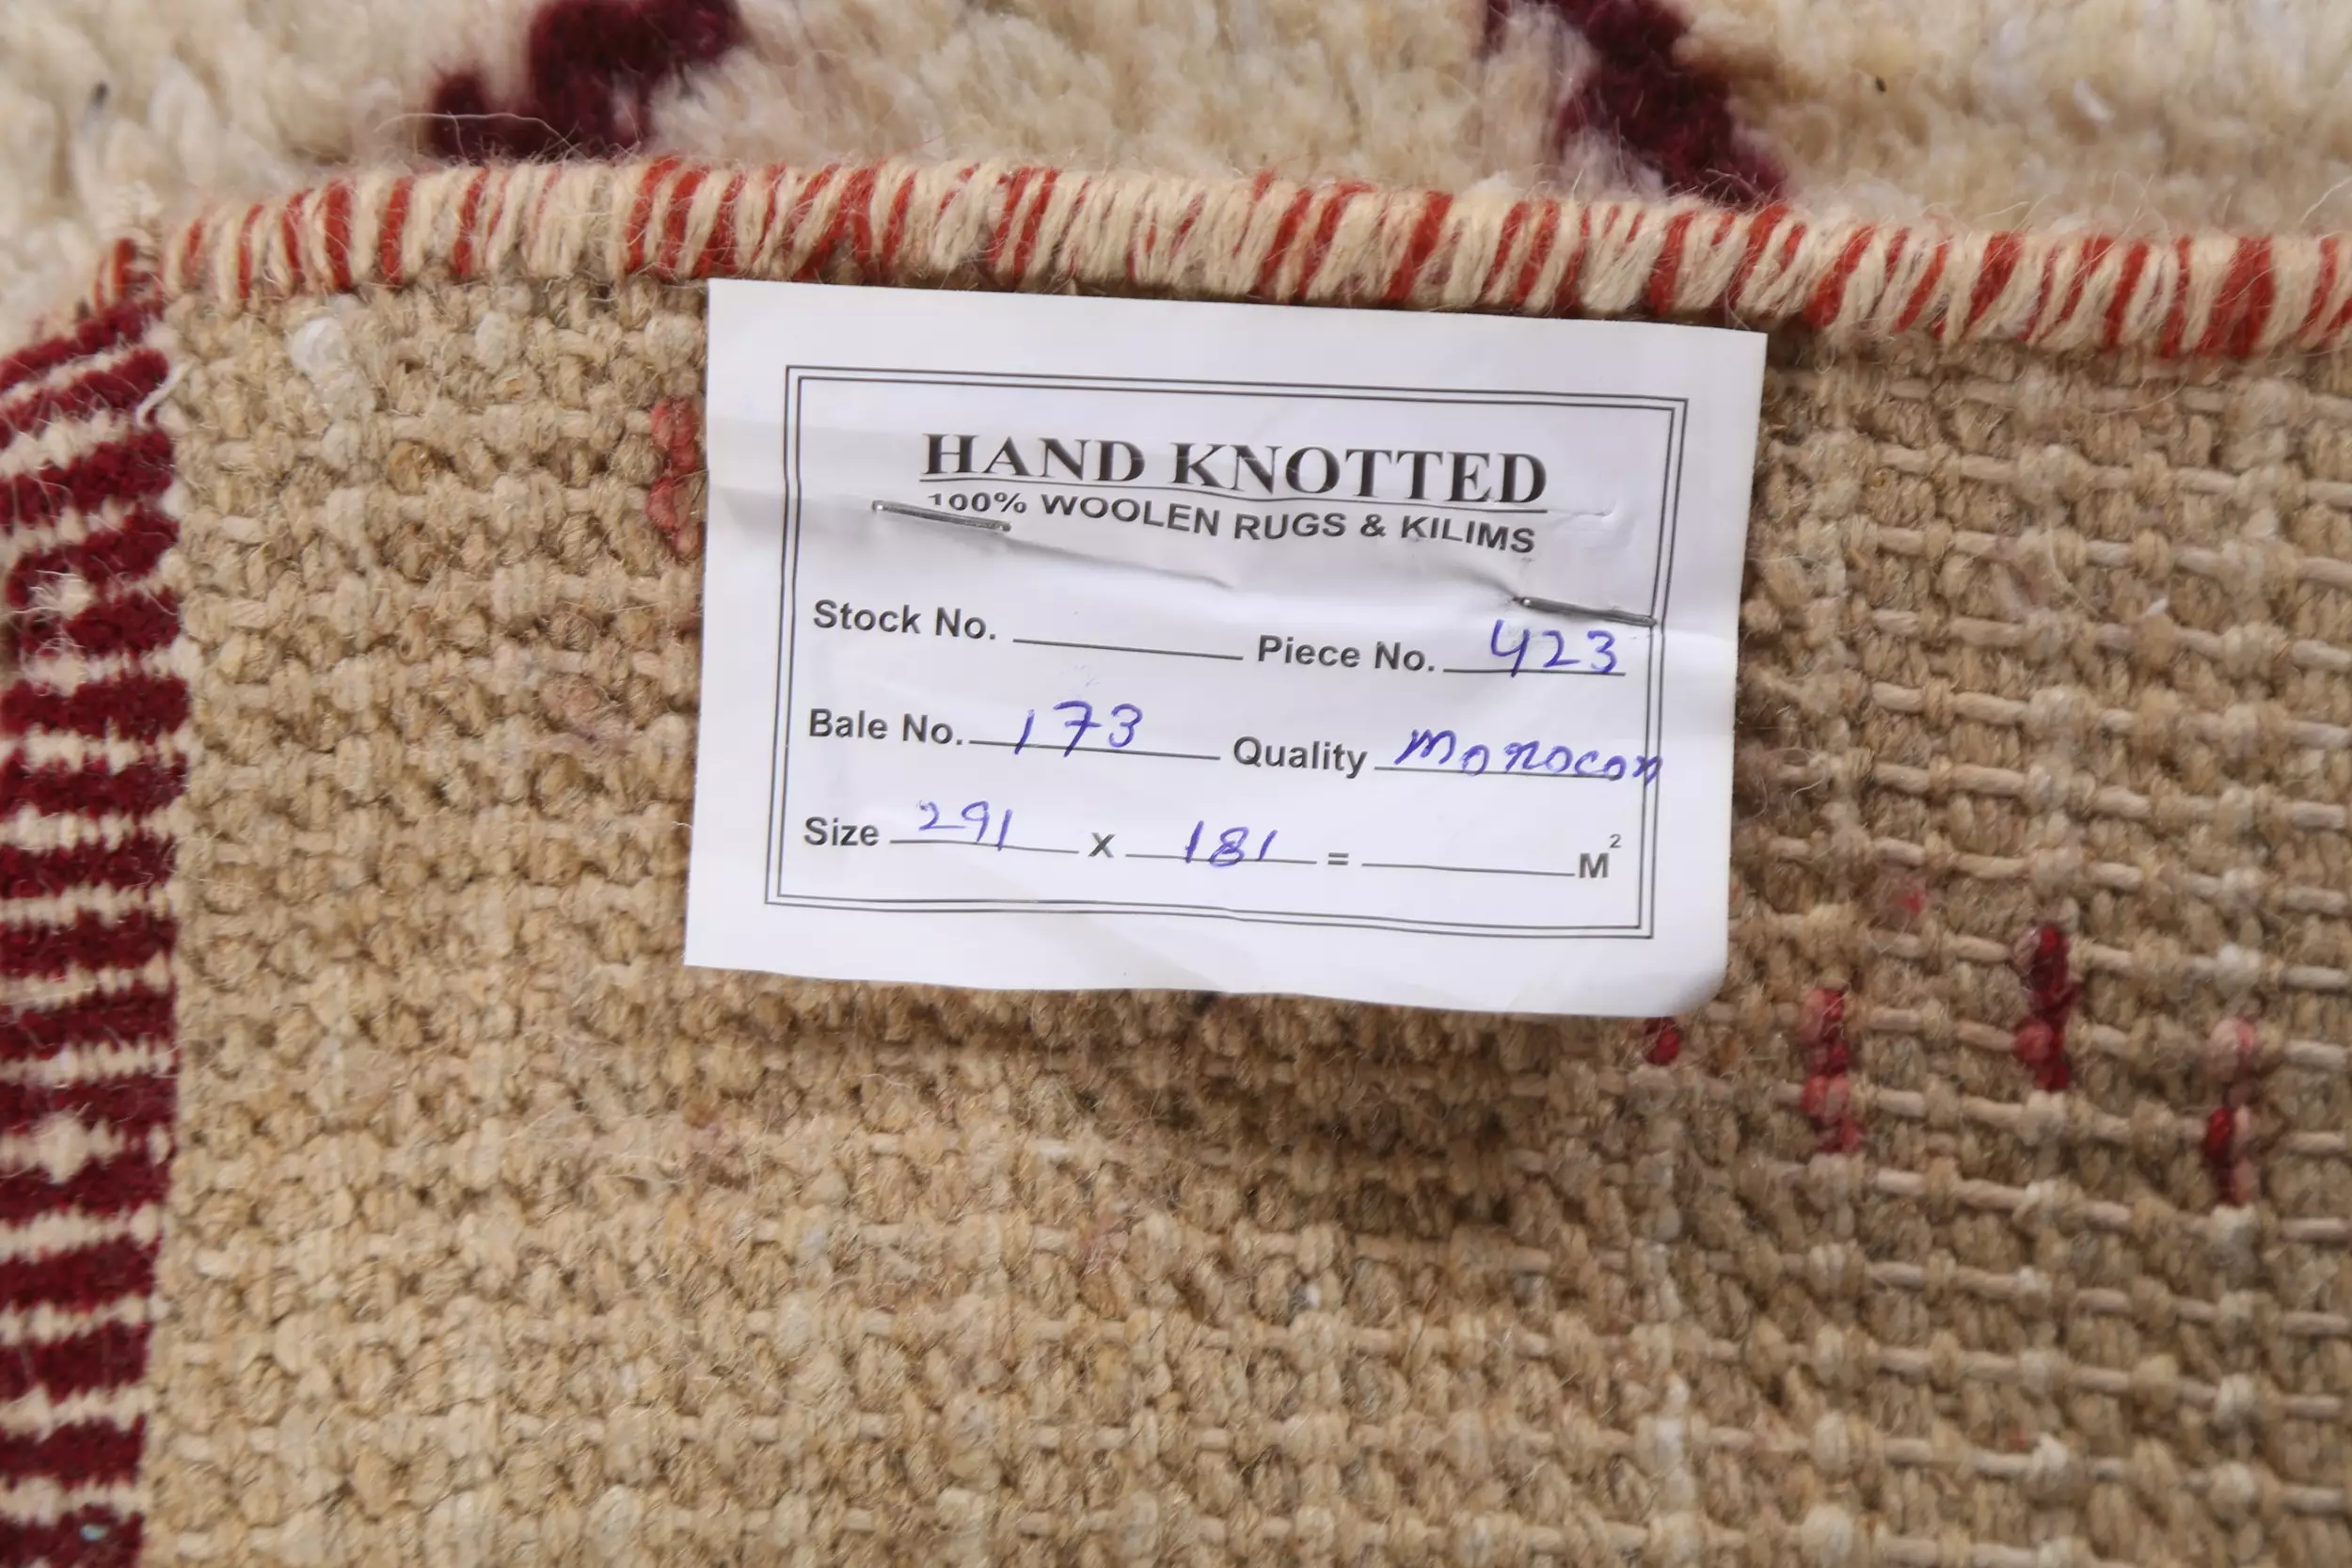 HAND KNOTTED
100% WOOLEN RUGS & KILIMS
Stock No. Piece No. 423
Bale No. 173 Quality Morocon
Size 291 x 181 = M²